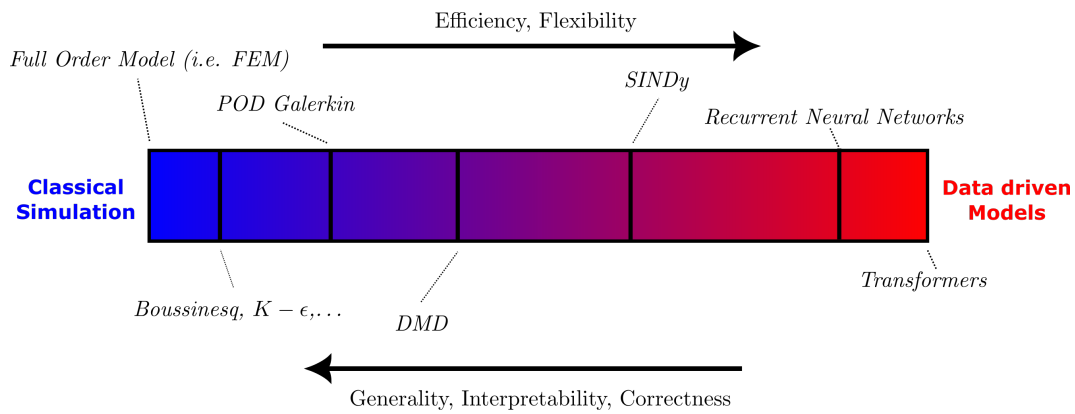 Efficiency, Flexibility
Full Order Model (i.e. FEM)
SINDy
POD Galerkin
Recurrent Neural Networks
Classical
Simulation
Data driven
Models
Transformers
Boussinesq, K − ϵ,...
DMD
Generality, Interpretability, Correctness